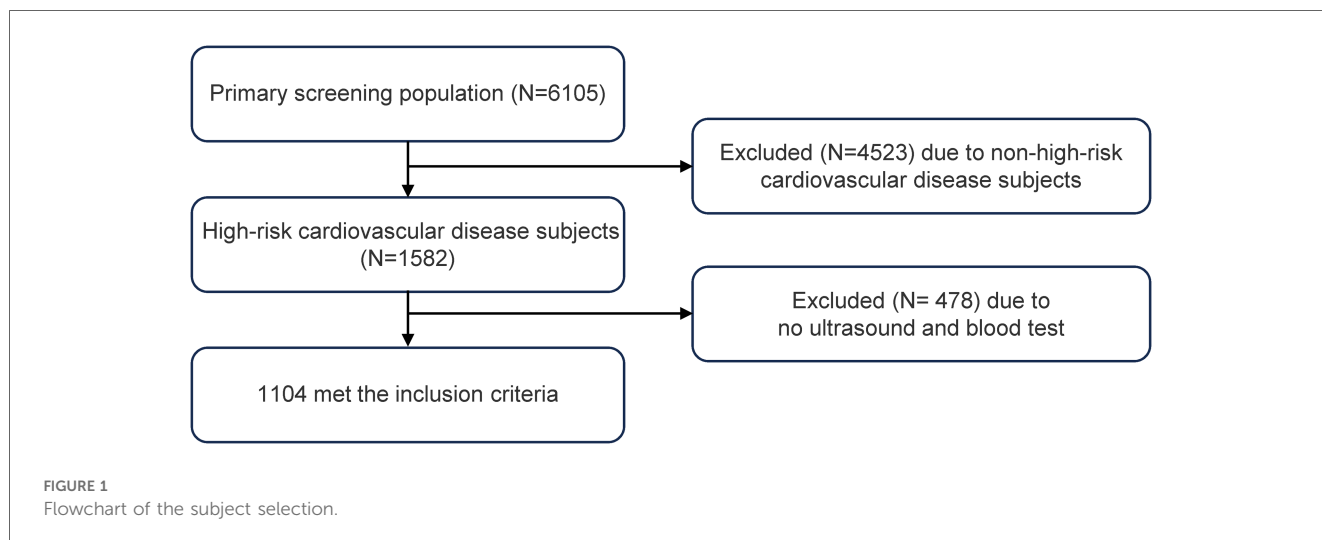 Primary screening population (N=6105)
Excluded (N=4523) due to non-high-risk
cardiovascular disease subjects
High-risk cardiovascular disease subjects
(N=1582)
Excluded (N= 478) due to
no ultrasound and blood test
1104 met the inclusion criteria
FIGURE 1
Flowchart of the subject selection.